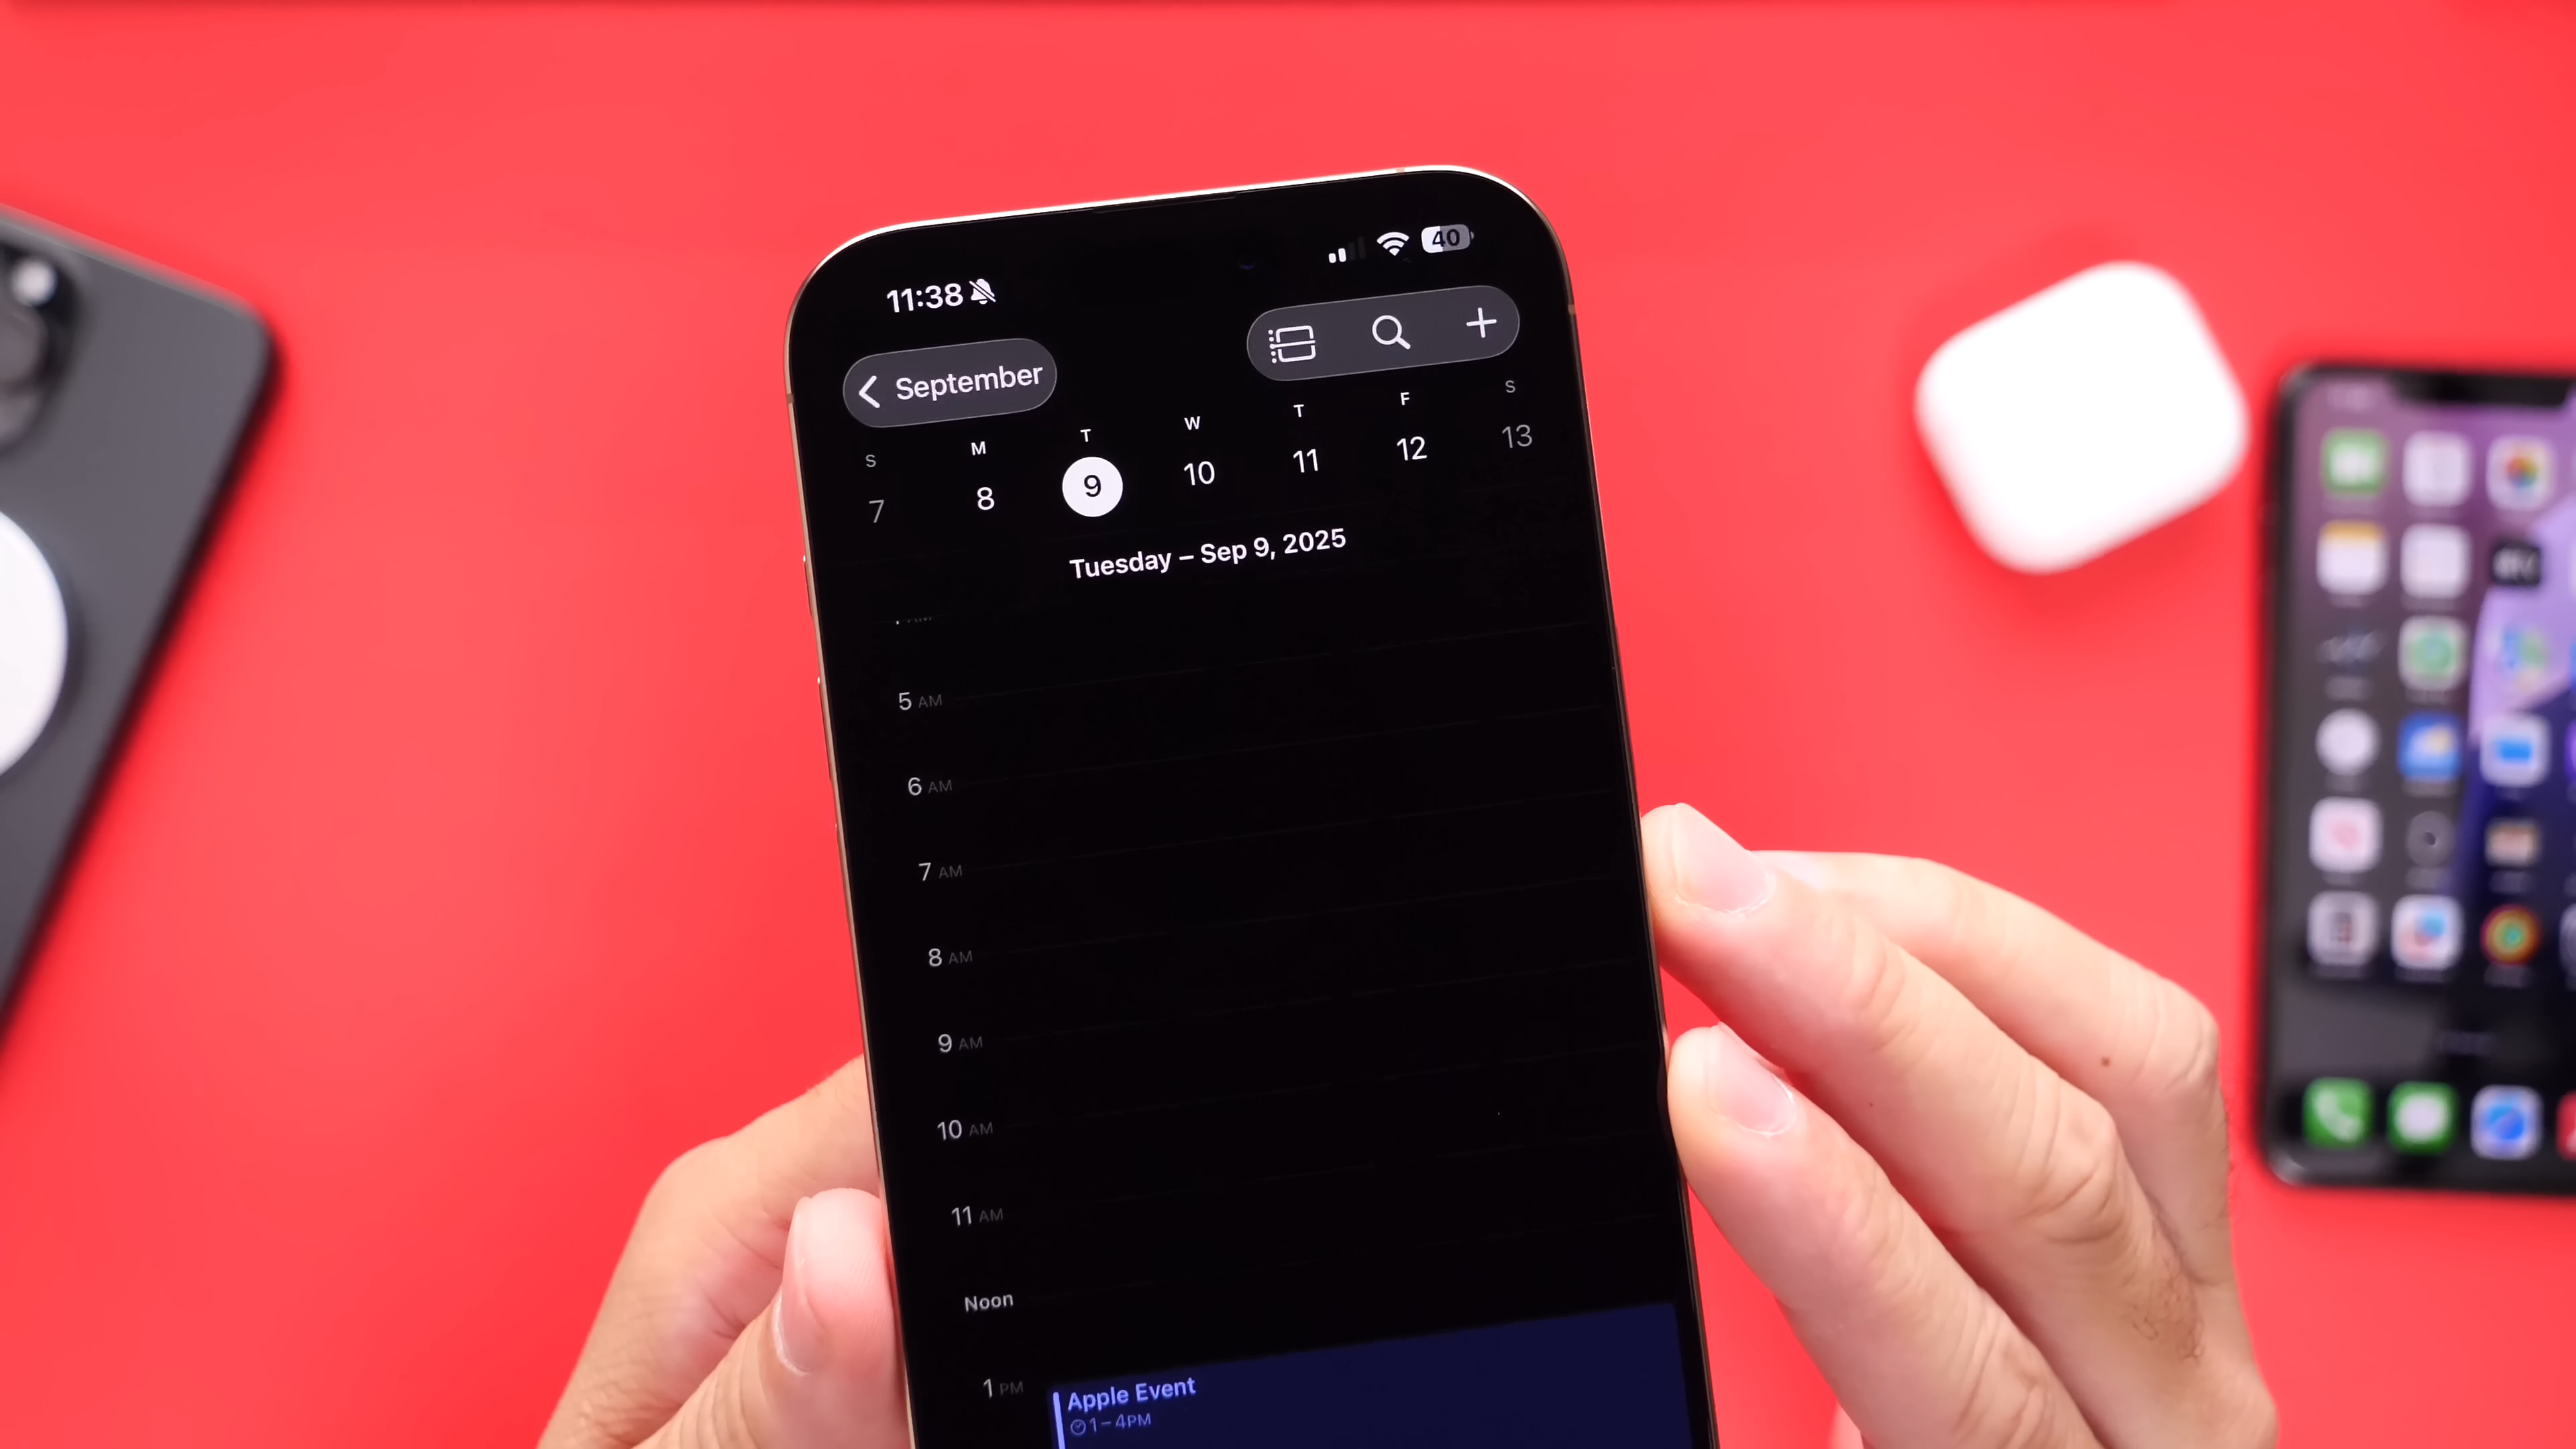 11:38
40
September
S M T W T F S
7 8 9 10 11 12 13
Tuesday – Sep 9, 2025
AM
5 AM
6 AM
7 AM
8 AM
9 AM
10 AM
11 AM
Noon
1 PM
Apple Event
1–4PM